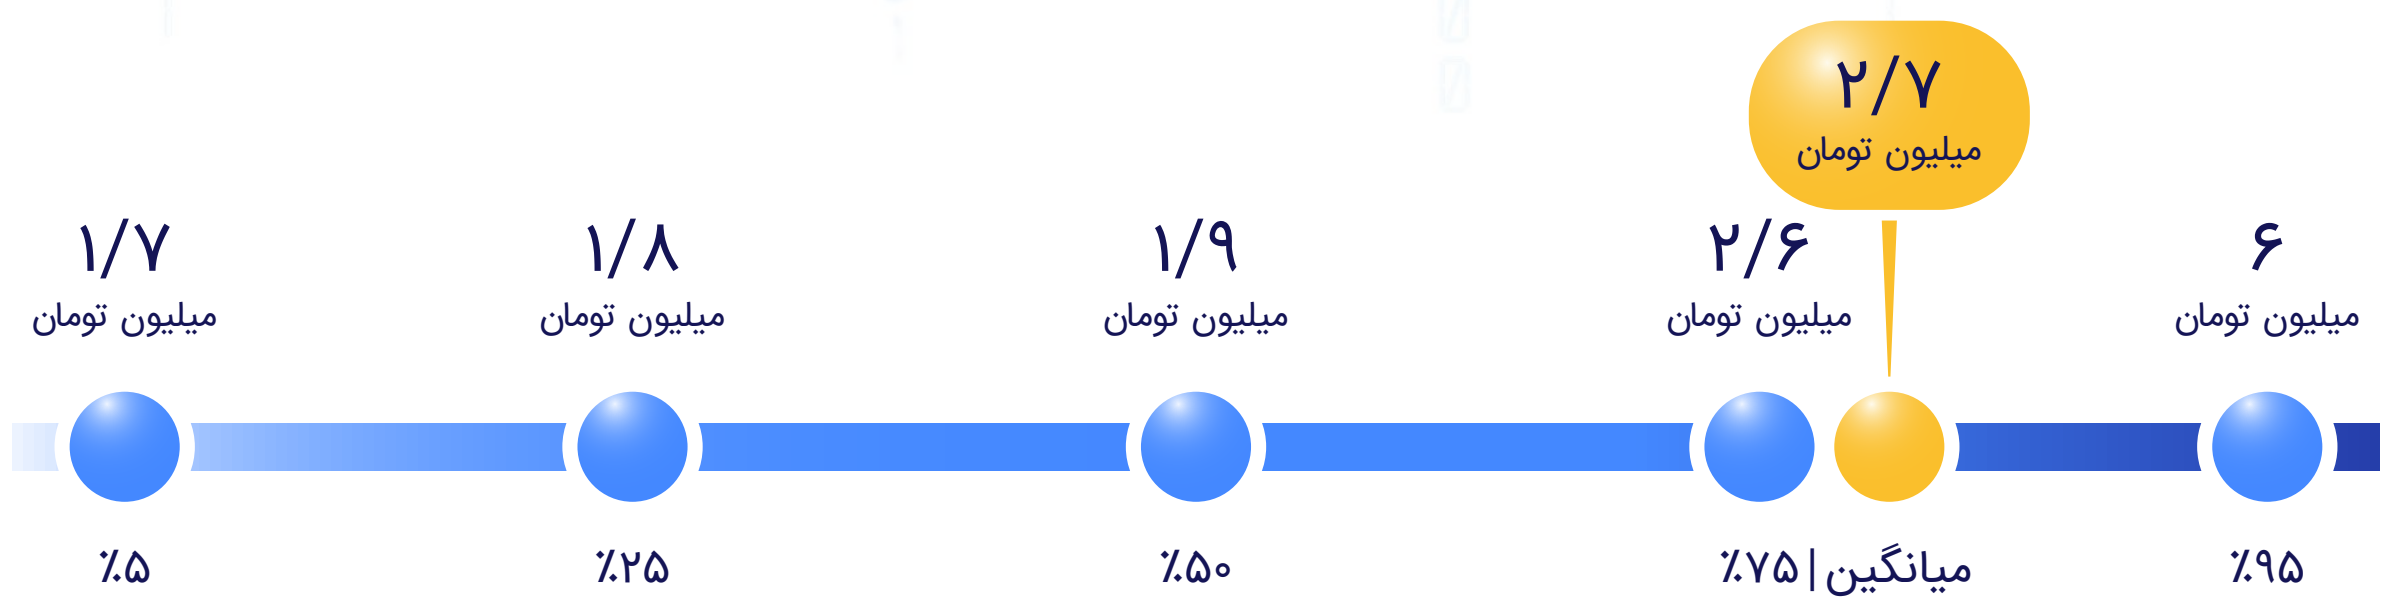 ۲/۷
میلیون تومان
۱/۷
میلیون تومان
۱/۸
میلیون تومان
۱/۹
میلیون تومان
۲/۶
میلیون تومان
۶
میلیون تومان
٪۵
٪۲۵
٪۵۰
٪۷۵ | میانگین
٪۹۵